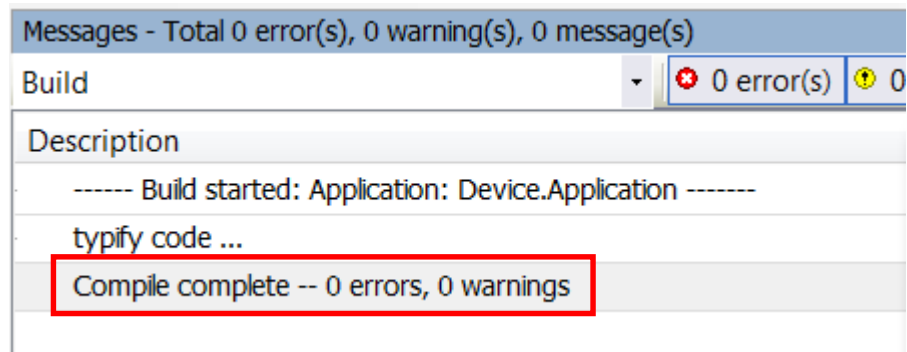 Messages - Total 0 error(s), 0 warning(s), 0 message(s)
Build 0 error(s) 0
Description
------ Build started: Application: Device.Application -------
typify code ...
Compile complete -- 0 errors, 0 warnings